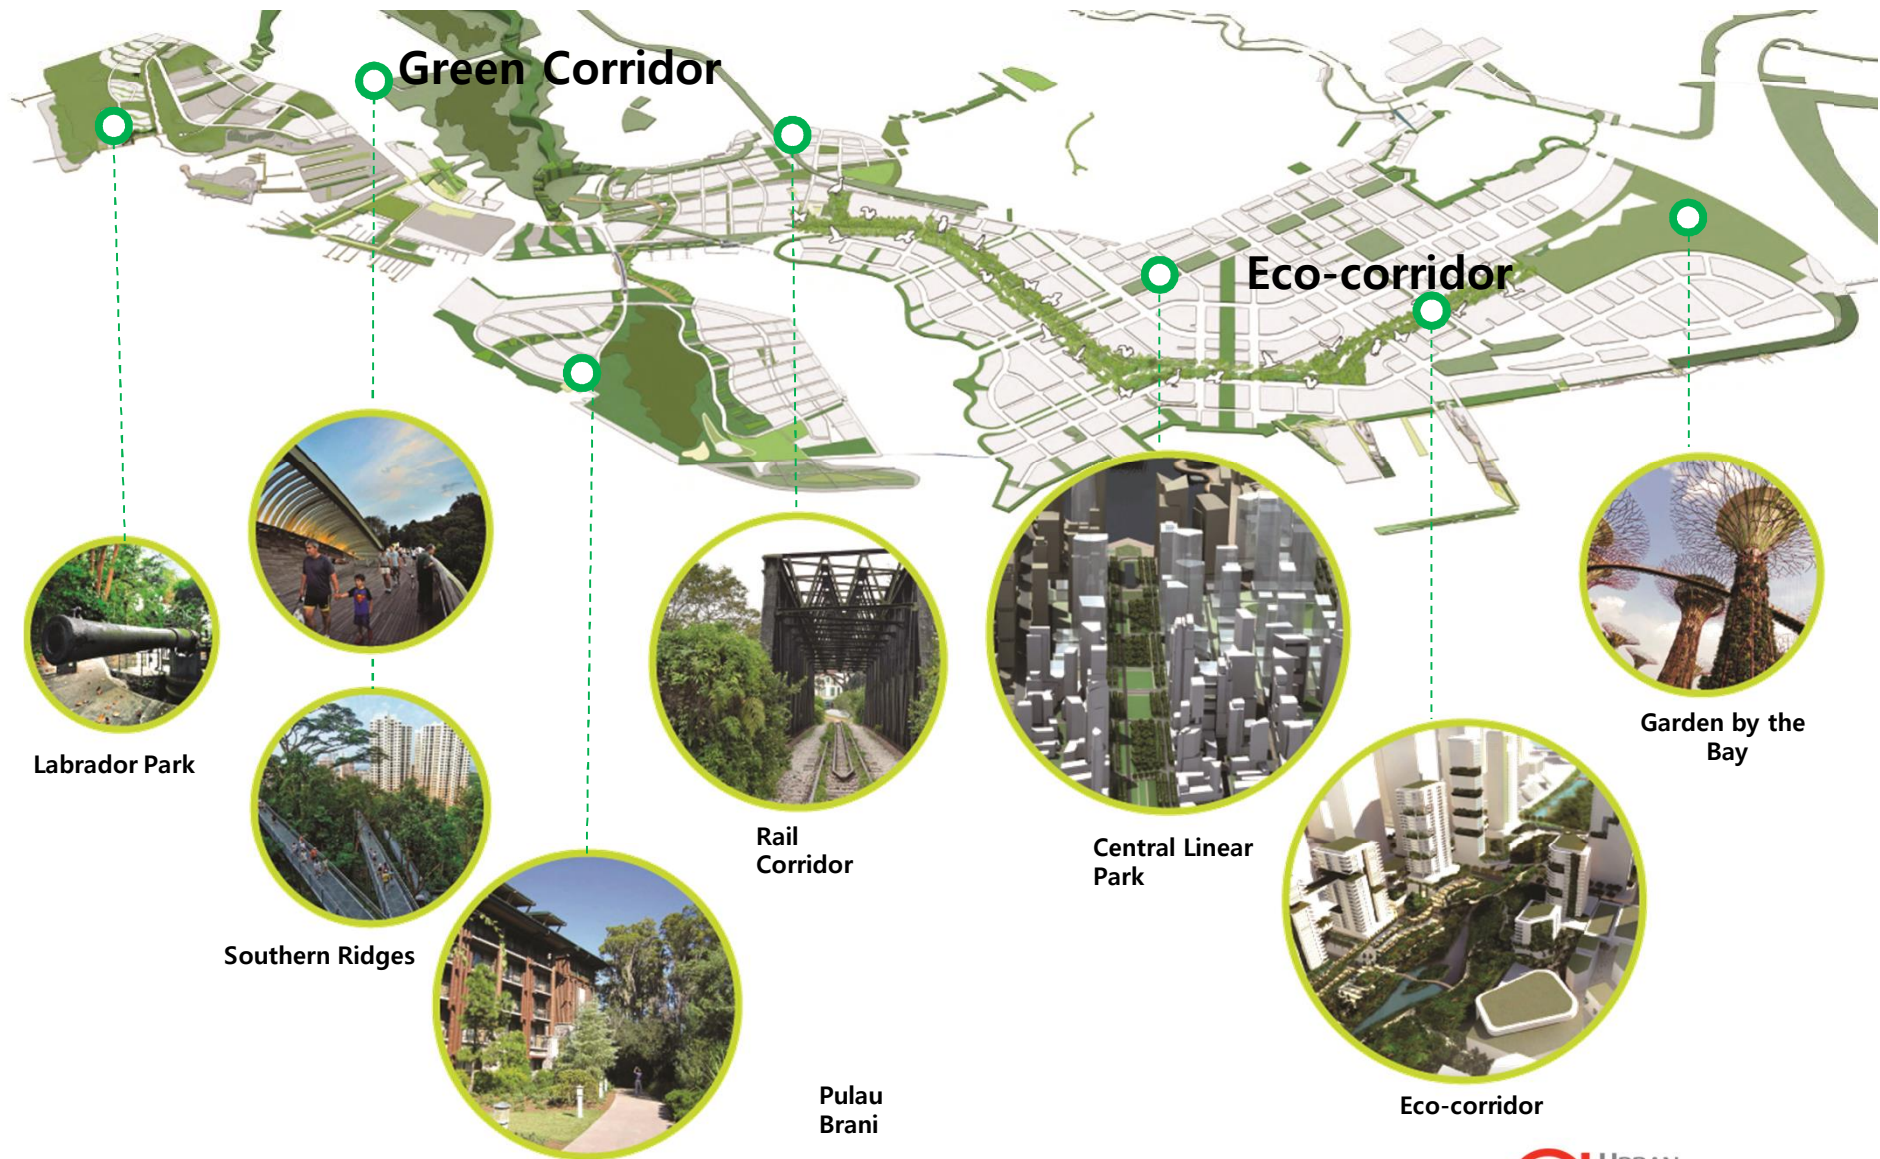 Green Corridor
Eco-corridor
Labrador Park
Southern Ridges
Pulau
Brani
Rail
Corridor
Central Linear
Park
Eco-corridor
Garden by the
Bay
URBAN